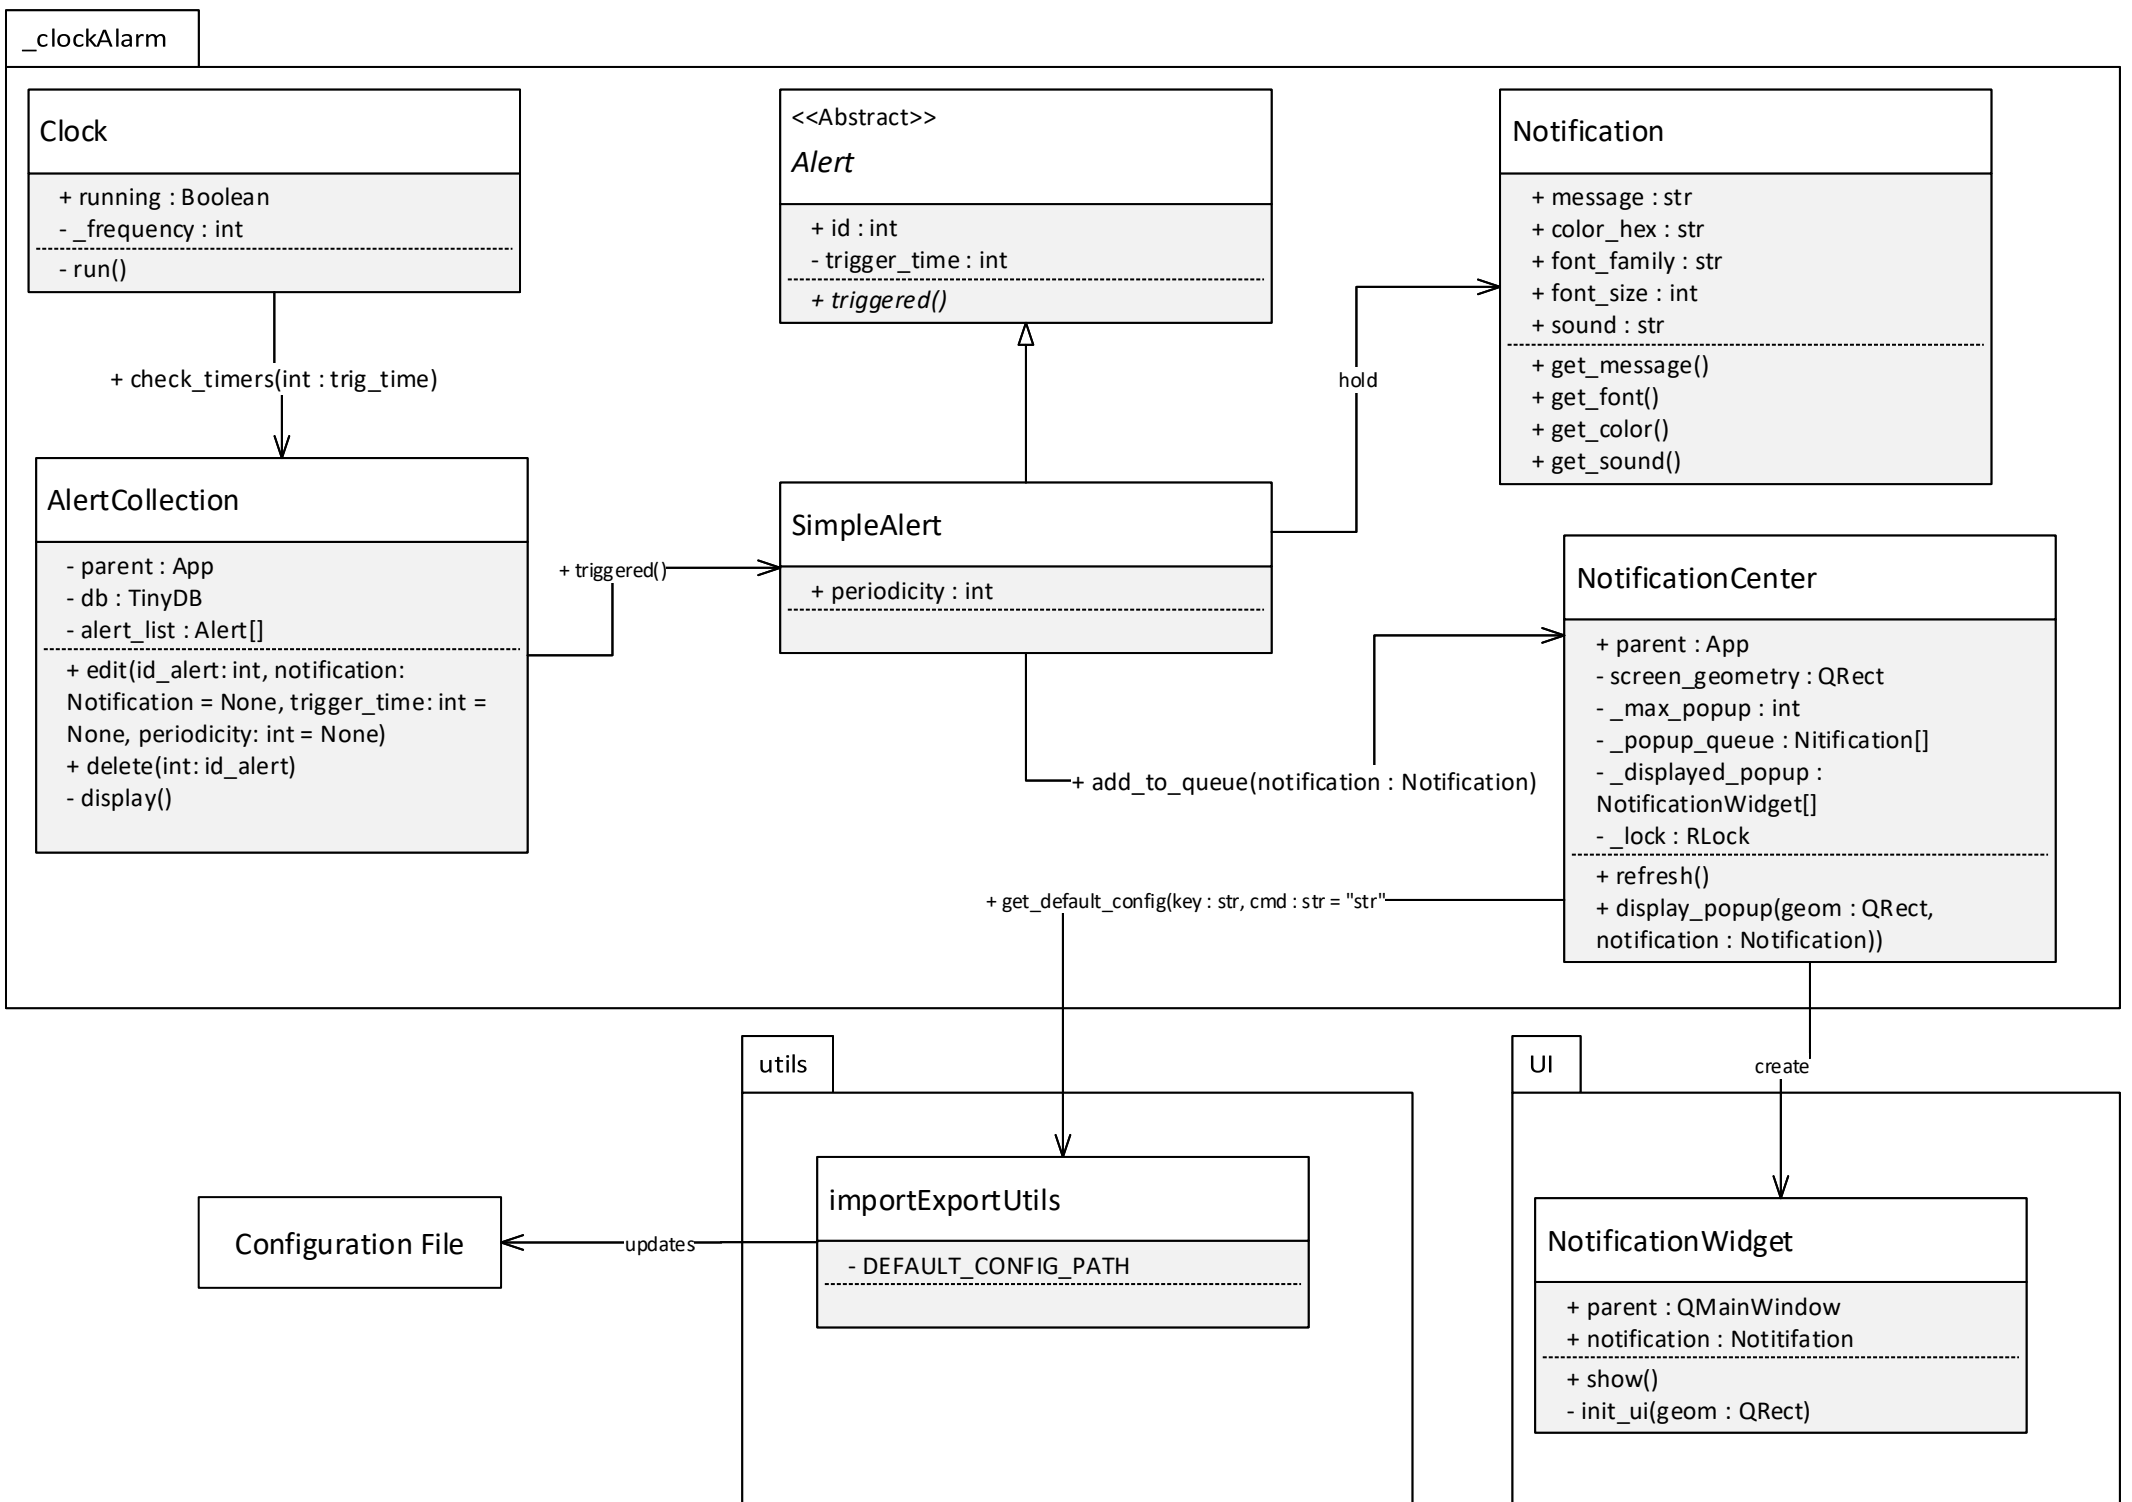 _clockAlarm
Clock
+ running : Boolean
- _frequency : int
- run()
+ check_timers(int : trig_time)
<<Abstract>>
Alert
+ id : int
- trigger_time : int
+ triggered()
Notification
+ message : str
+ color_hex : str
+ font_family : str
+ font_size : int
+ sound : str
+ get_message()
+ get_font()
+ get_color()
+ get_sound()
hold
AlertCollection
- parent : App
- db : TinyDB
- alert_list : Alert[]
+ edit(id_alert: int, notification:
Notification = None, trigger_time: int =
None, periodicity: int = None)
+ delete(int: id_alert)
- display()
+ triggered()
SimpleAlert
+ periodicity : int
+ add_to_queue(notification : Notification)
NotificationCenter
+ parent : App
- screen_geometry : QRect
- _max_popup : int
- _popup_queue : Nitification[]
- _displayed_popup :
NotificationWidget[]
- _lock : RLock
+ refresh()
+ display_popup(geom : QRect,
notification : Notification))
+ get_default_config(key : str, cmd : str = "str"
utils
importExportUtils
- DEFAULT_CONFIG_PATH
updates
Configuration File
UI
create
NotificationWidget
+ parent : QMainWindow
+ notification : Notitifation
+ show()
- init_ui(geom : QRect)